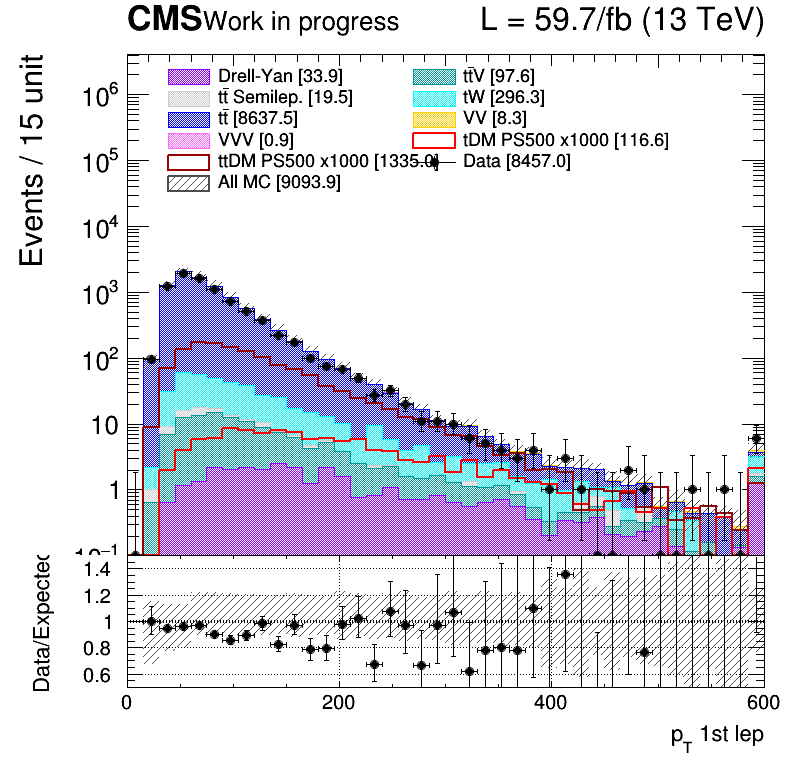 CMS Work in progress L = 59.7/fb (13 TeV)
Events / 15 unit
Drell-Yan [33.9] tt̄V [97.6]
tt̄ Semilep. [19.5] tW [296.3]
tt̄ [8637.5] VV [8.3]
VVV [0.9] tDM PS500 x1000 [116.6]
ttDM PS500 x1000 [1335.0] Data [8457.0]
All MC [9093.9]
10⁶
10⁵
10⁴
10³
10²
10
1
10⁻¹
Data/Expected
1.4
1.2
1
0.8
0.6
0 200 400 600
p_T 1st lep